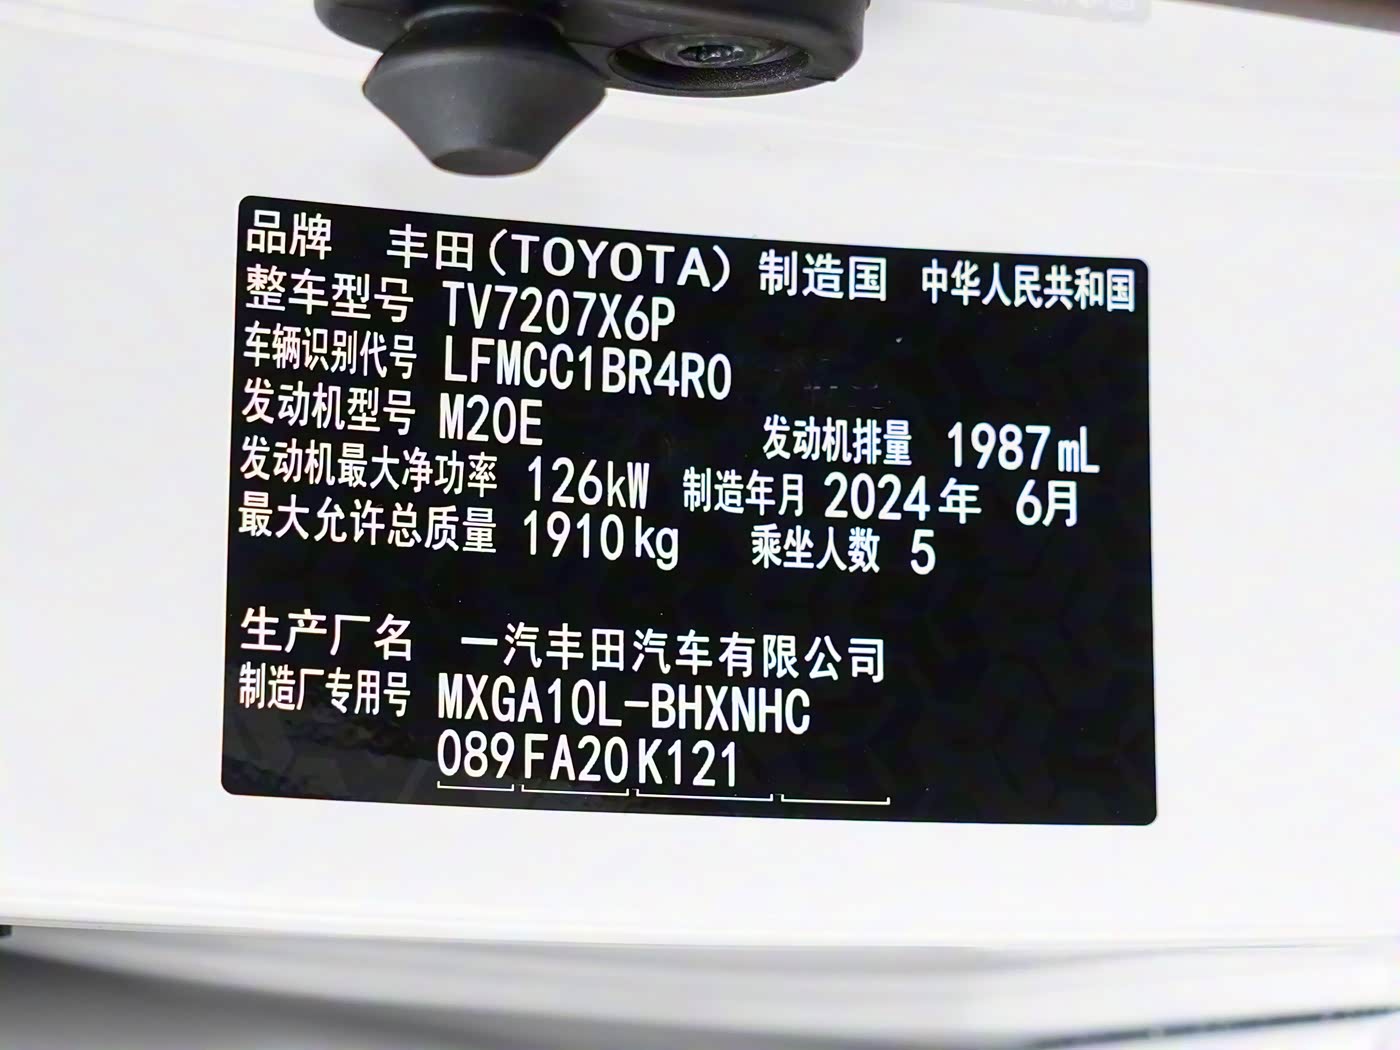 品牌 丰田(TOYOTA) 制造国 中华人民共和国
整车型号 TV7207X6P
车辆识别代号 LFMCC1BR4R0
发动机型号 M20E 发动机排量 1987mL
发动机最大净功率 126kW 制造年月 2024年 6月
最大允许总质量 1910kg 乘坐人数 5
生产厂名 一汽丰田汽车有限公司
制造厂专用号 MXGA10L-BHXNHC
089 FA20 K121